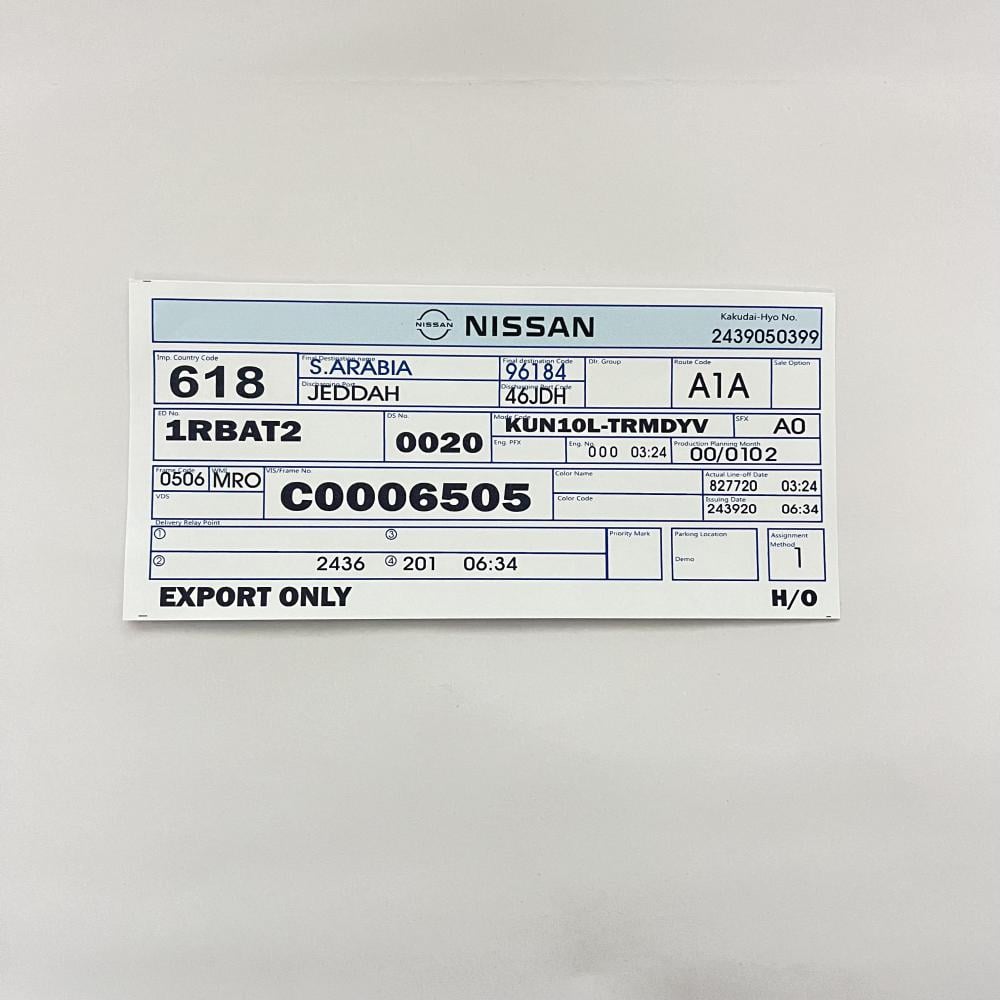 NISSAN NISSAN Kakudai-Hyo No.
2439050399
Imp. Country Code Final Destination name Final destination Code Dlr. Group Route Code Sale Option
618 S.ARABIA 96184 A1A
Discharging Port Discharging Port Code
JEDDAH 46JDH
ED No. DS No. Model Code SFX
1RBAT2 0020 KUN10L-TRMDYV A0
Eng. PFX Eng. No. Production Planning Month
000 03:24 00/0102
Frame Code WMI VIS/Frame No. Color Name Actual Line-off Date
0506 MRO C0006505 827720 03:24
VDS Color Code Issuing Date
243920 06:34
Delivery Relay Point
① ③ Priority Mark Parking Location Assignment Method
② 2436 ④ 201 06:34 Demo 1
EXPORT ONLY H/O